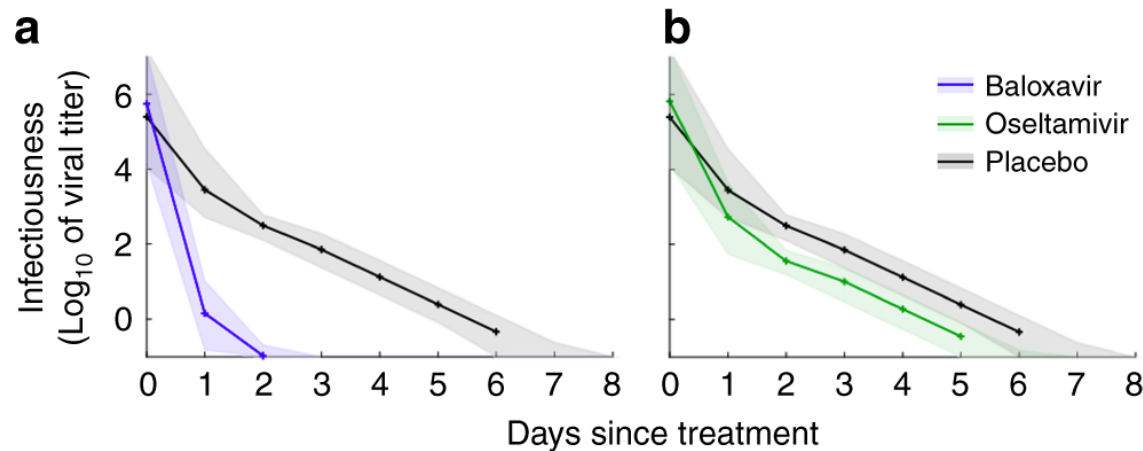 a
b
Infectiousness
(Log₁₀ of viral titer)
6
4
2
0
0 1 2 3 4 5 6 7 8
0 1 2 3 4 5 6 7 8
Baloxavir
Oseltamivir
Placebo
Days since treatment